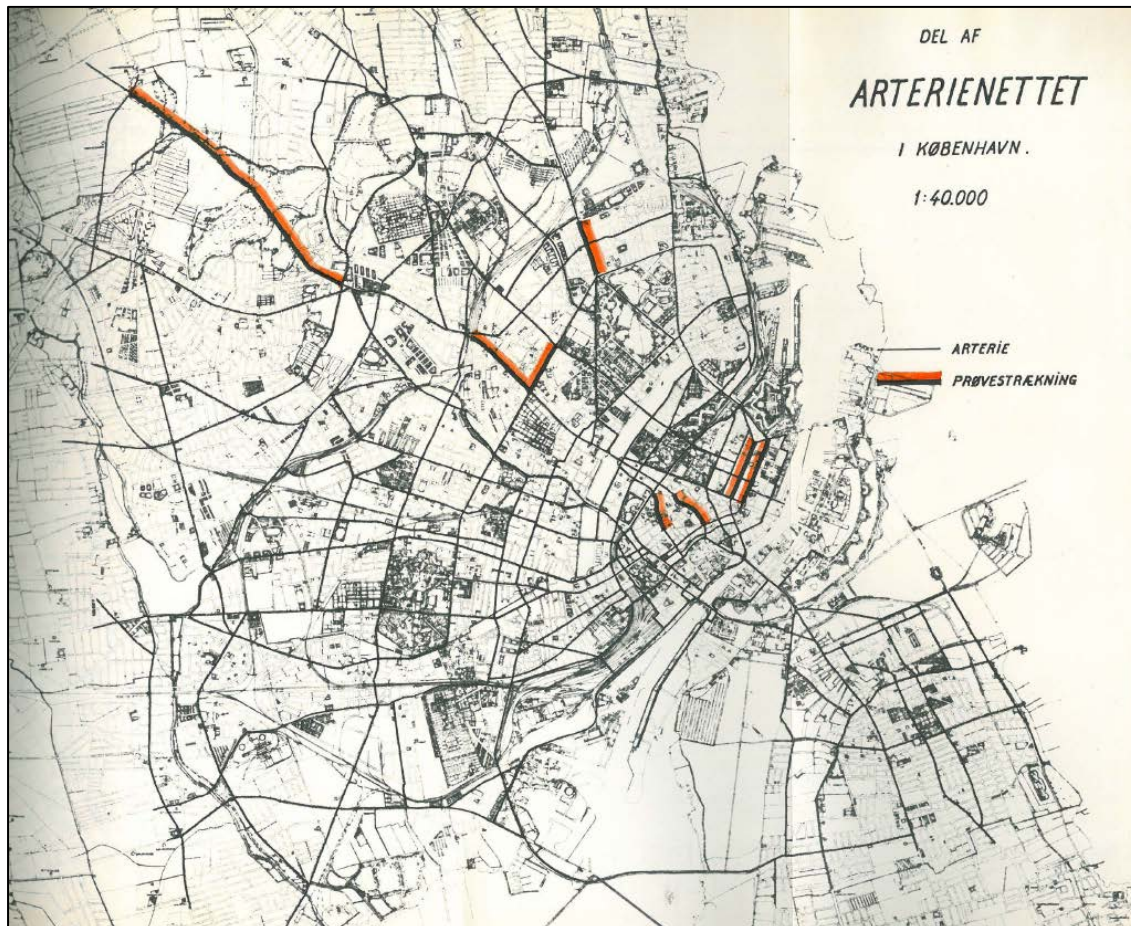 DEL AF
ARTERIENETTET
I KØBENHAVN.
1:40.000
ARTERIE
PRØVESTRÆKNING